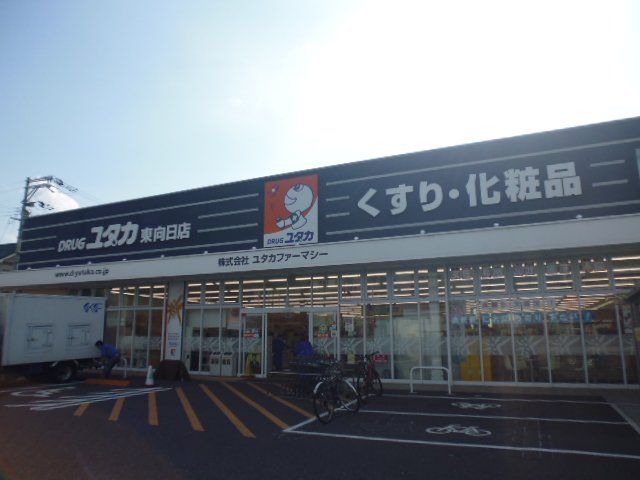 DRUG ユタカ 東向日店
DRUG ユタカ
くすり・化粧品
www.d-yutaka.co.jp
株式会社 ユタカファーマシー